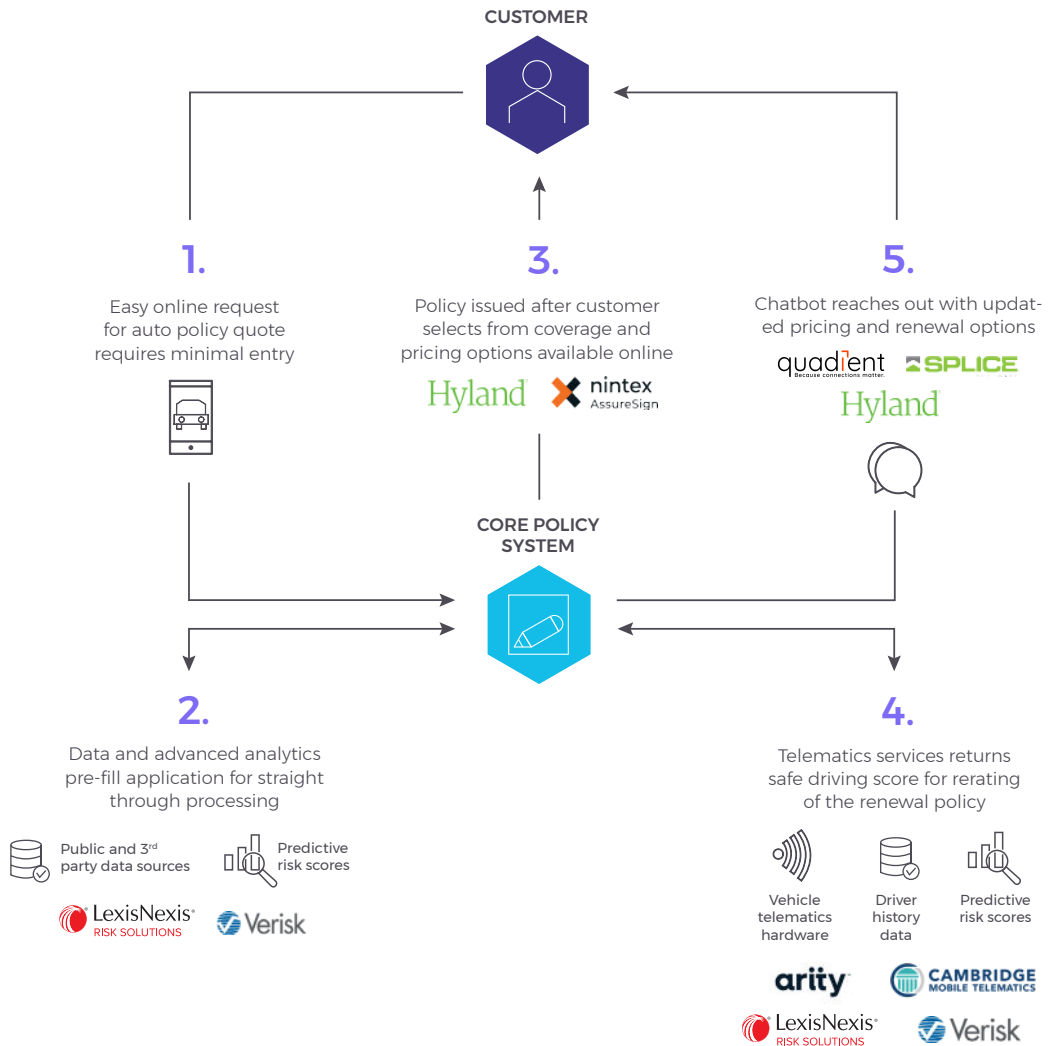 CUSTOMER
1.
Easy online request
for auto policy quote
requires minimal entry
3.
Policy issued after customer
selects from coverage and
pricing options available online
Hyland
nintex
AssureSign
5.
Chatbot reaches out with updat-
ed pricing and renewal options
quadient
Because connections matter.
SPLICE
Hyland
CORE POLICY
SYSTEM
2.
Data and advanced analytics
pre-fill application for straight
through processing
Public and 3rd
party data sources
Predictive
risk scores
LexisNexis®
RISK SOLUTIONS
Verisk
4.
Telematics services returns
safe driving score for rerating
of the renewal policy
Vehicle
telematics
hardware
Driver
history
data
Predictive
risk scores
arity
CAMBRIDGE
MOBILE TELEMATICS
LexisNexis®
RISK SOLUTIONS
Verisk